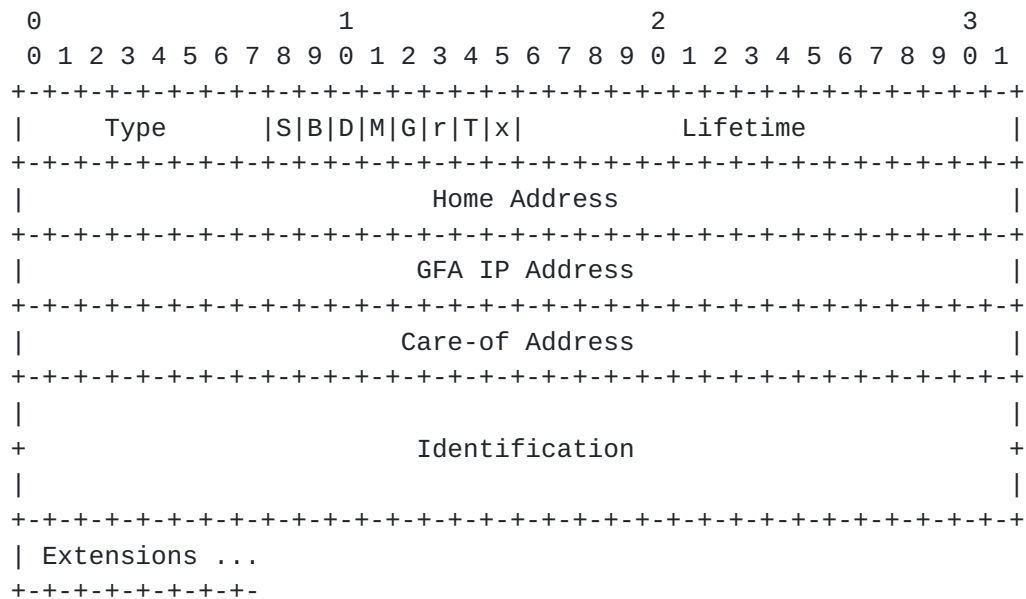 0                   1                   2                   3
 0 1 2 3 4 5 6 7 8 9 0 1 2 3 4 5 6 7 8 9 0 1 2 3 4 5 6 7 8 9 0 1
+-+-+-+-+-+-+-+-+-+-+-+-+-+-+-+-+-+-+-+-+-+-+-+-+-+-+-+-+-+-+-+-+
|     Type      |S|B|D|M|G|r|T|x|          Lifetime             |
+-+-+-+-+-+-+-+-+-+-+-+-+-+-+-+-+-+-+-+-+-+-+-+-+-+-+-+-+-+-+-+-+
|                          Home Address                         |
+-+-+-+-+-+-+-+-+-+-+-+-+-+-+-+-+-+-+-+-+-+-+-+-+-+-+-+-+-+-+-+-+
|                         GFA IP Address                        |
+-+-+-+-+-+-+-+-+-+-+-+-+-+-+-+-+-+-+-+-+-+-+-+-+-+-+-+-+-+-+-+-+
|                        Care-of Address                        |
+-+-+-+-+-+-+-+-+-+-+-+-+-+-+-+-+-+-+-+-+-+-+-+-+-+-+-+-+-+-+-+-+
|                                                               |
+                         Identification                        +
|                                                               |
+-+-+-+-+-+-+-+-+-+-+-+-+-+-+-+-+-+-+-+-+-+-+-+-+-+-+-+-+-+-+-+-+
| Extensions ...
+-+-+-+-+-+-+-+-